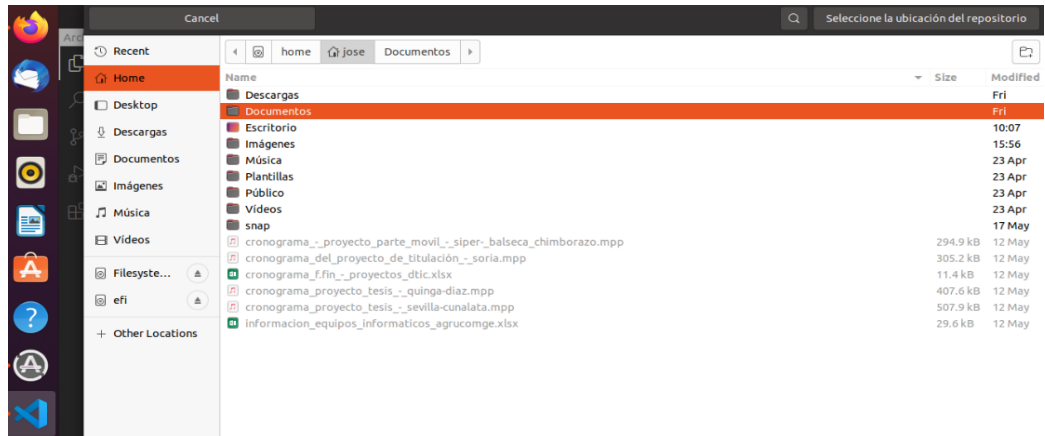 Cancel
Seleccione la ubicación del repositorio
Arc
Recent
Home
Desktop
Descargas
Documentos
Imágenes
Música
Vídeos
Filesyste...
efi
+ Other Locations
home jose Documentos
Name Size Modified
Descargas Fri
Documentos Fri
Escritorio 10:07
Imágenes 15:56
Música 23 Apr
Plantillas 23 Apr
Público 23 Apr
Vídeos 23 Apr
snap 17 May
cronograma_-_proyecto_parte_movil_-_siper-_balseca_chimborazo.mpp 294.9 kB 12 May
cronograma_del_proyecto_de_titulación_-_soria.mpp 305.2 kB 12 May
cronograma_f.fin_-_proyectos_dtic.xlsx 11.4 kB 12 May
cronograma_proyecto_tesis_-_quinga-diaz.mpp 407.6 kB 12 May
cronograma_proyecto_tesis_-_sevilla-cunalata.mpp 507.9 kB 12 May
informacion_equipos_informaticos_agrucomge.xlsx 29.6 kB 12 May